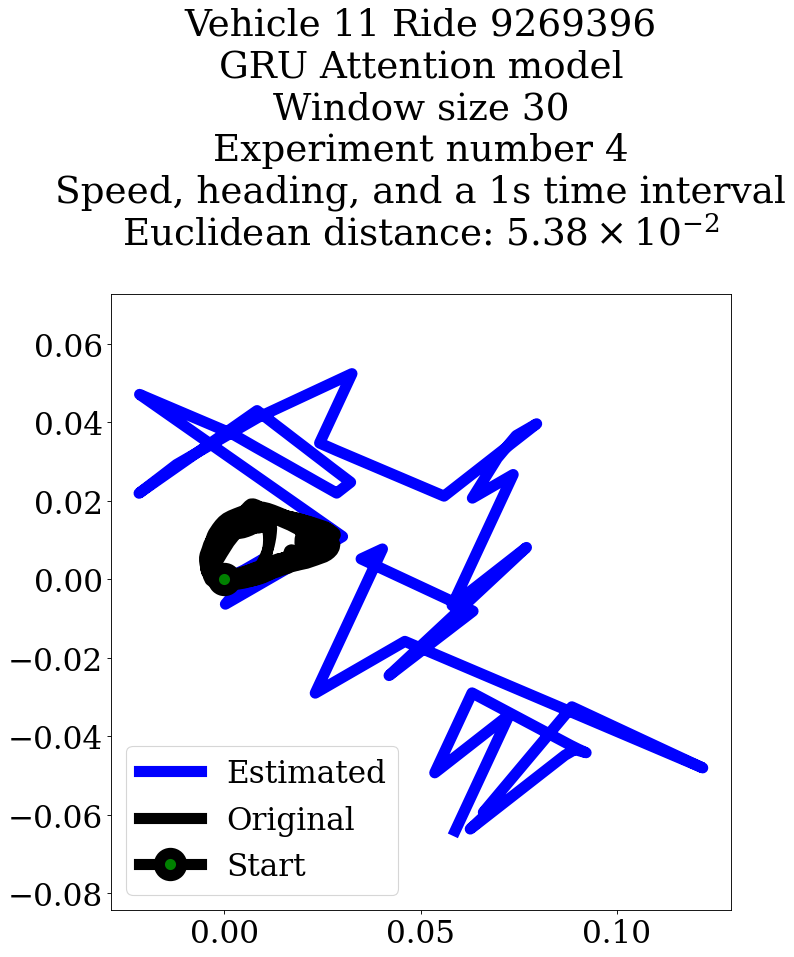 Vehicle 11 Ride 9269396
GRU Attention model
Window size 30
Experiment number 4
Speed, heading, and a 1s time interval
Euclidean distance: 5.38 × 10⁻²
0.06
0.04
0.02
0.00
−0.02
−0.04
−0.06
−0.08
Estimated
Original
Start
0.00 0.05 0.10